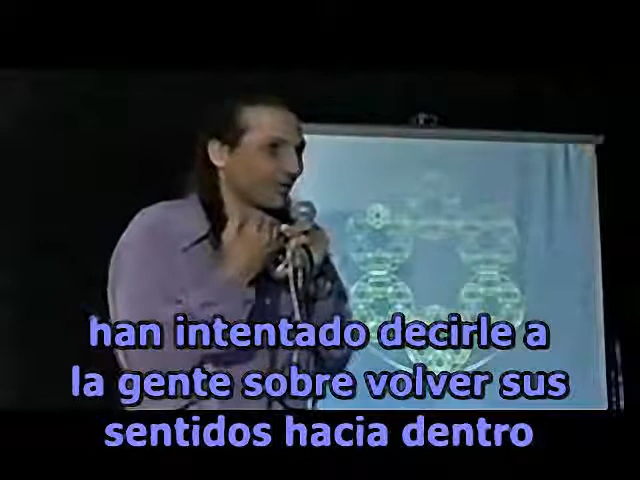 han intentado decirle a
la gente sobre volver sus
sentidos hacia dentro